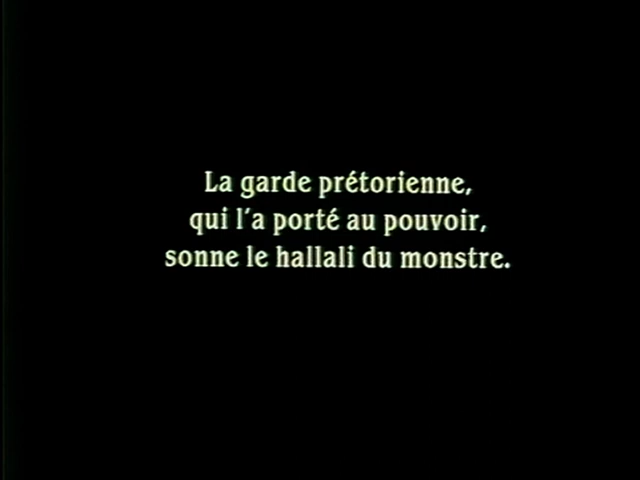 La garde prétorienne,
qui l'a porté au pouvoir,
sonne le hallali du monstre.